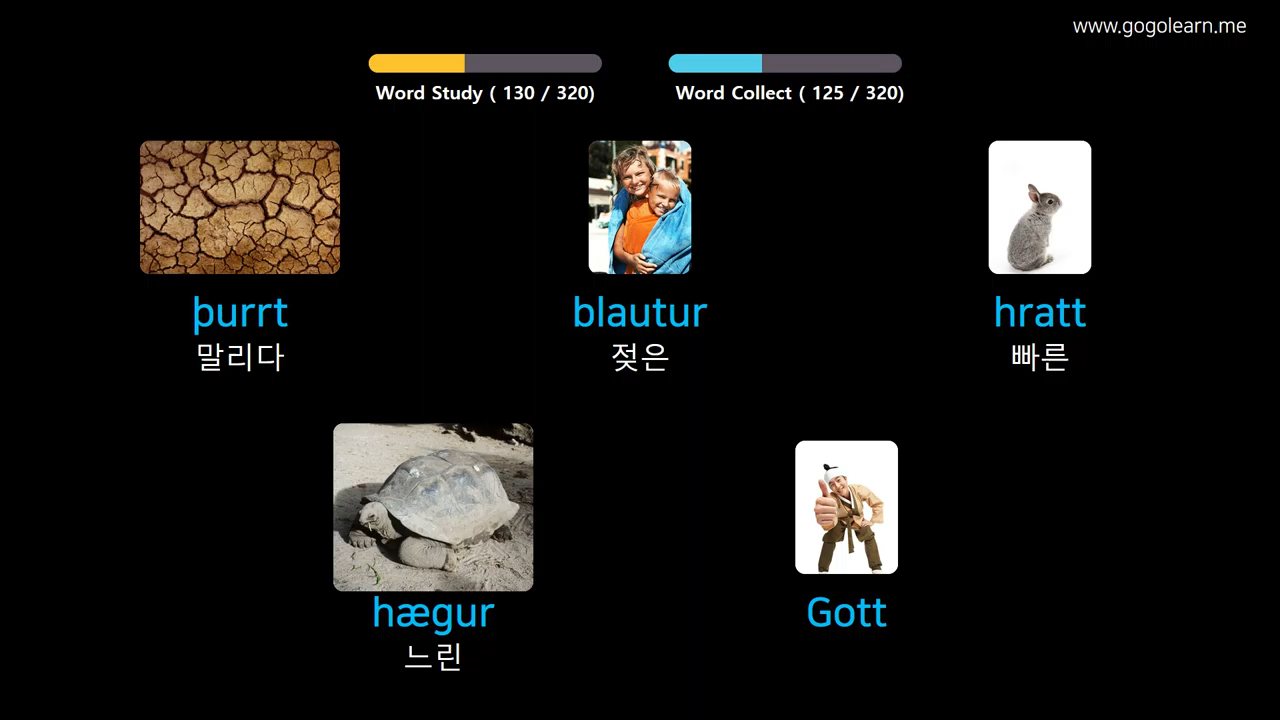 www.gogolearn.me
Word Study ( 130 / 320)
Word Collect ( 125 / 320)
þurrt
말리다
blautur
젖은
hratt
빠른
hægur
느린
Gott